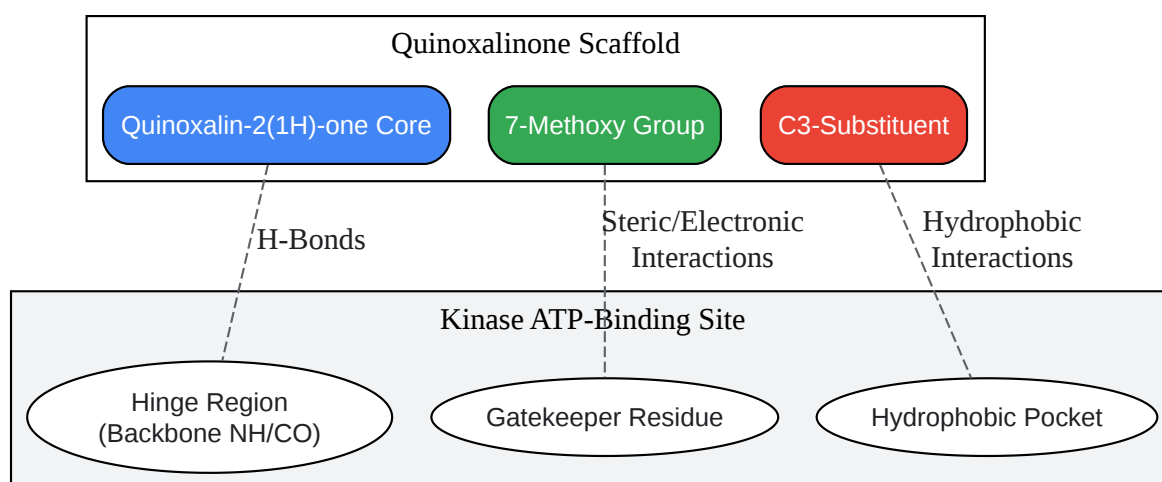 Quinoxalinone Scaffold
Quinoxalin-2(1H)-one Core
7-Methoxy Group
C3-Substituent
H-Bonds
Steric/Electronic
Interactions
Hydrophobic
Interactions
Kinase ATP-Binding Site
Hinge Region
(Backbone NH/CO)
Gatekeeper Residue
Hydrophobic Pocket